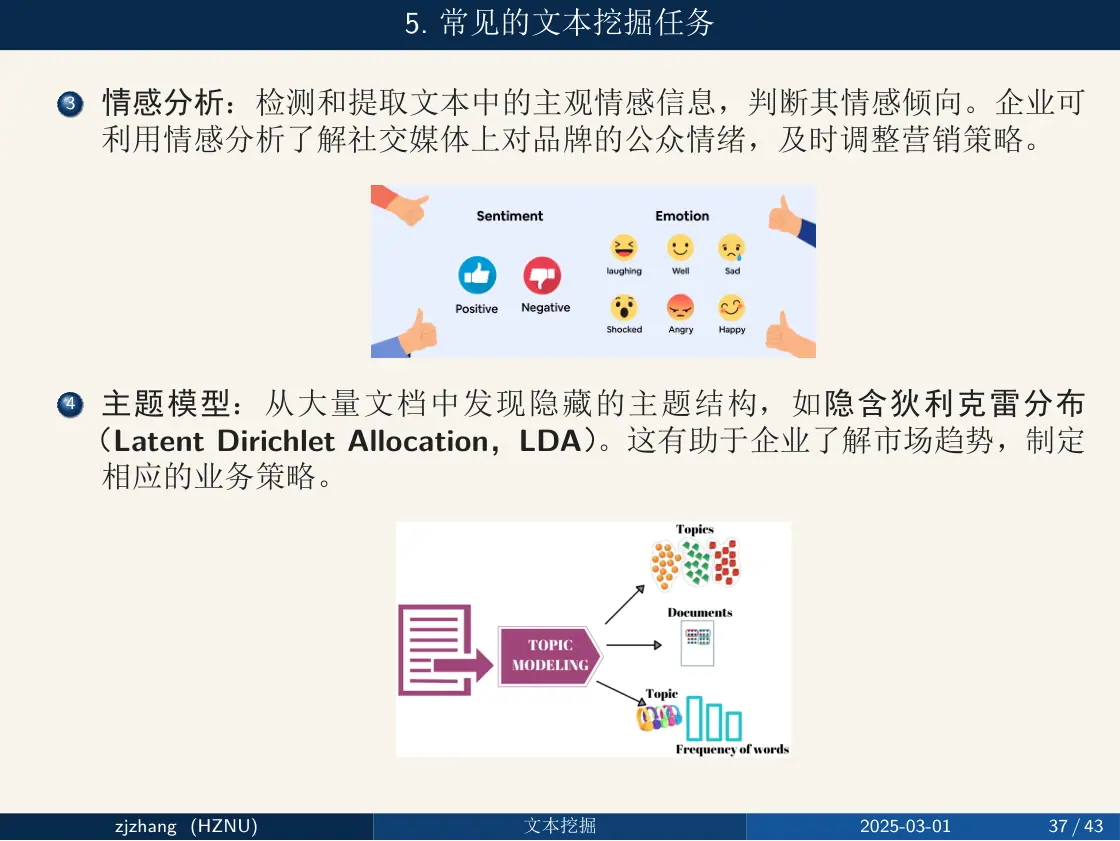 5. 常见的文本挖掘任务
3 情感分析：检测和提取文本中的主观情感信息，判断其情感倾向。企业可
利用情感分析了解社交媒体上对品牌的公众情绪，及时调整营销策略。
Sentiment
Emotion
Positive
Negative
laughing
Well
Sad
Shocked
Angry
Happy
4 主题模型：从大量文档中发现隐藏的主题结构，如隐含狄利克雷分布
（Latent Dirichlet Allocation，LDA）。这有助于企业了解市场趋势，制定
相应的业务策略。
TOPIC
MODELING
Topics
Documents
Topic
Frequency of words
zjzhang (HZNU)
文本挖掘
2025-03-01
37 / 43